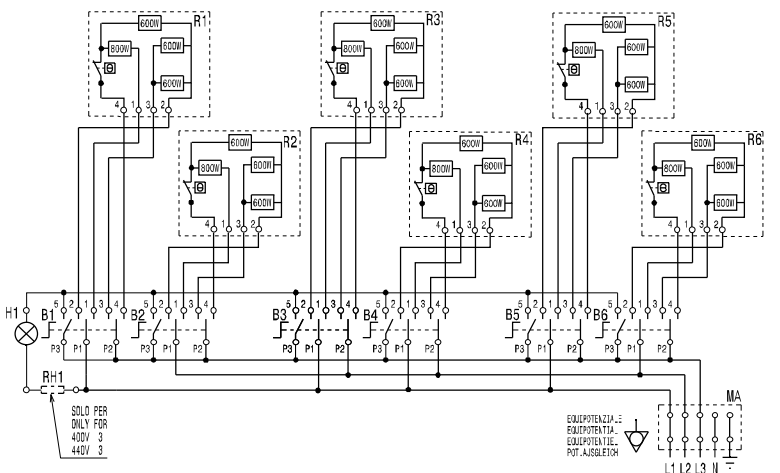 600W R1
800W 600W
Θ
600W
4 1 3 2
600W R3
800W 600W
Θ
600W
4 1 3 2
600W R5
800W 600W
Θ
600W
4 1 3 2
600W R2
800W 600W
Θ
600W
4 1 3 2
600W R4
800W 600W
Θ
600W
4 1 3 2
600W R6
800W 600W
Θ
600W
4 1 3 2
H1
B1 5 2 1 3 4
P3 P1 P2
B2 5 2 1 3 4
P3 P1 P2
B3 5 2 1 3 4
P3 P1 P2
B4 5 2 1 3 4
P3 P1 P2
B5 5 2 1 3 4
P3 P1 P2
B6 5 2 1 3 4
P3 P1 P2
RH1
SOLO PER
ONLY FOR
400V 3
440V 3
EQUIPOTENZIALE
EQUIPOTENTIAL
EQUIPOTENTIEL
POT.AUSGLEICH
MA
L1 L2 L3 N